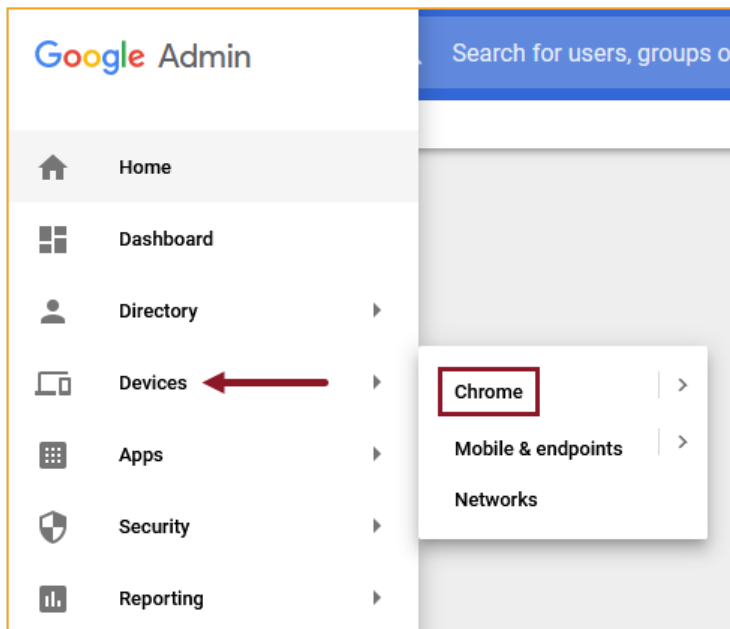 Google Admin
Search for users, groups o
Home
Dashboard
Directory
Devices
Chrome
Mobile & endpoints
Networks
Apps
Security
Reporting